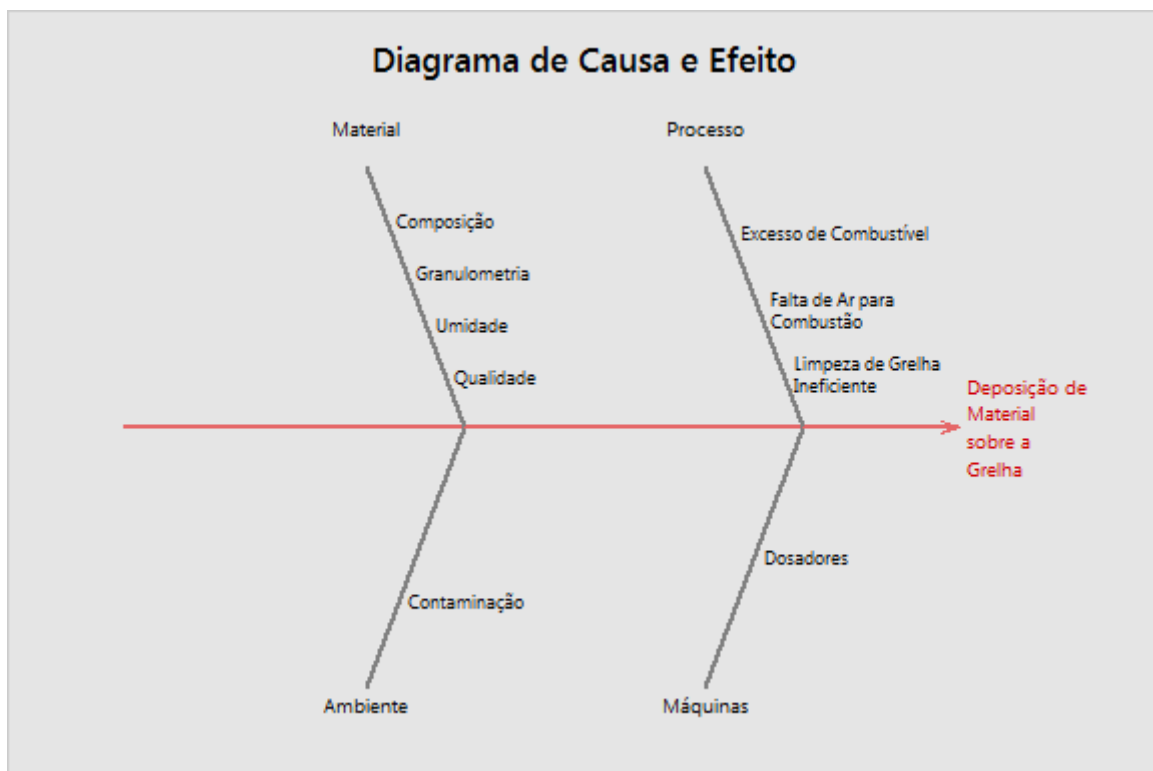 Diagrama de Causa e Efeito
Material
Processo
Composição
Excesso de Combustível
Granulometria
Falta de Ar para
Combustão
Umidade
Limpeza de Grelha
Ineficiente
Qualidade
Deposição de
Material
sobre a
Grelha
Dosadores
Contaminação
Ambiente
Máquinas